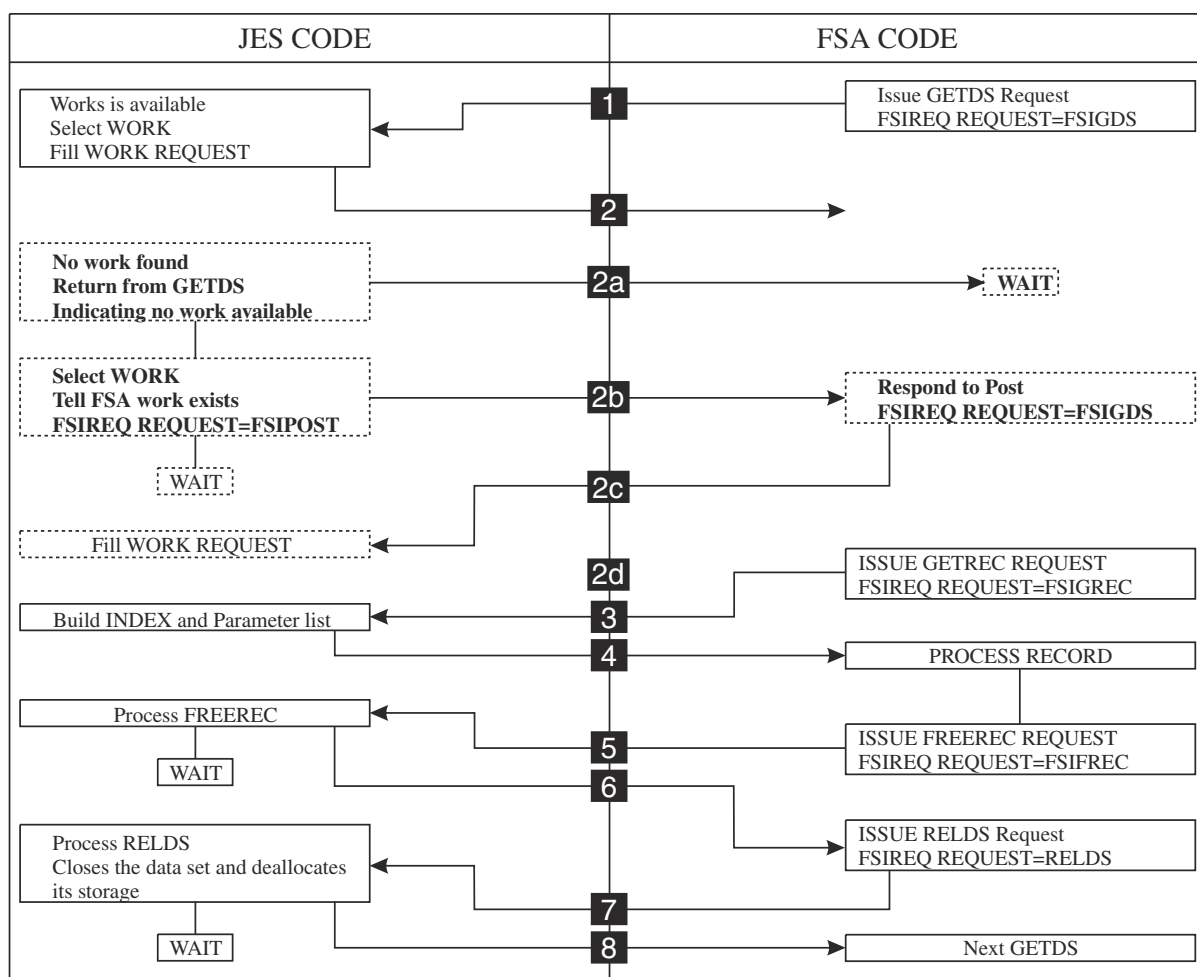 JES CODE
FSA CODE
Works is available
Select WORK
Fill WORK REQUEST
1
Issue GETDS Request
FSIREQ REQUEST=FSIGDS
2
No work found
Return from GETDS
Indicating no work available
2a
WAIT
Select WORK
Tell FSA work exists
FSIREQ REQUEST=FSIPOST
2b
Respond to Post
FSIREQ REQUEST=FSIGDS
WAIT
2c
Fill WORK REQUEST
2d
ISSUE GETREC REQUEST
FSIREQ REQUEST=FSIGREC
Build INDEX and Parameter list
3
4
PROCESS RECORD
Process FREEREC
5
ISSUE FREEREC REQUEST
FSIREQ REQUEST=FSIFREC
WAIT
6
Process RELDS
Closes the data set and deallocates
its storage
ISSUE RELDS Request
FSIREQ REQUEST=RELDS
7
WAIT
8
Next GETDS